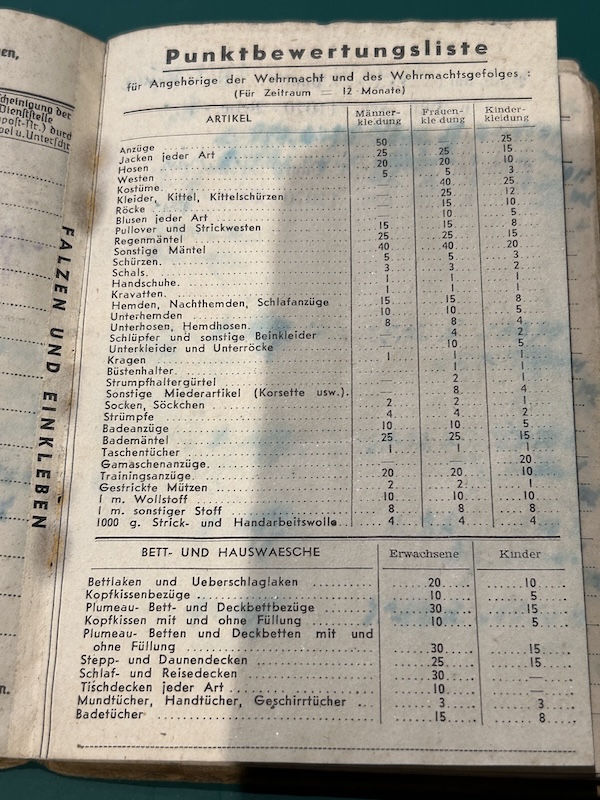 en,
cheinigung der
Dienststelle
post-Nr.) durd
pel u. Unterschr
n.
FALZEN UND EINKLEBEN
Punktbewertungsliste
für Angehörige der Wehrmacht und des Wehrmachtsgefolges :
(Für Zeitraum = 12 Monate)
ARTIKEL Männer-kleidung Frauen-kleidung Kinder-kleidung
Anzüge 50 — 25
Jacken jeder Art 25 25 15
Hosen 20 20 10
Westen 5 5 3
Kostüme — 40 25
Kleider, Kittel, Kittelschürzen — 25 12
Röcke — 15 10
Blusen jeder Art — 10 5
Pullover und Strickwesten 15 15 8
Regenmäntel 25 25 15
Sonstige Mäntel 40 40 20
Schürzen 5 5 3
Schals 3 3 2
Handschuhe 1 1 1
Kravatten 1 1 1
Hemden, Nachthemden, Schlafanzüge 15 15 8
Unterhemden 10 10 5
Unterhosen, Hemdhosen 8 8 4
Schlüpfer und sonstige Beinkleider — 4 2
Unterkleider und Unterröcke — 10 5
Kragen 1 1 1
Büstenhalter — 1 1
Strumpfhaltergürtel — 2 1
Sonstige Miederartikel (Korsette usw.) — 8 4
Socken, Söckchen 2 2 1
Strümpfe 4 4 2
Badeanzüge 10 10 5
Bademäntel 25 25 15
Taschentücher 1 1 1
Gamaschenanzüge — — 20
Trainingsanzüge 20 20 10
Gestrickte Mützen 2 2 1
1 m. Wollstoff 10 10 10
1 m. sonstiger Stoff 8 8 8
1000 g. Strick- und Handarbeitswolle 4 4 4
BETT- UND HAUSWAESCHE Erwachsene Kinder
Bettlaken und Ueberschlaglaken 20 10
Kopfkissenbezüge 10 5
Plumeau- Bett- und Deckbettbezüge 30 15
Kopfkissen mit und ohne Füllung 10 5
Plumeau- Betten und Deckbetten mit und
ohne Füllung 30 15
Stepp- und Daunendecken 25 15
Schlaf- und Reisedecken 30 —
Tischdecken jeder Art 10 —
Mundtücher, Handtücher, Geschirrtücher 3 3
Badetücher 15 8